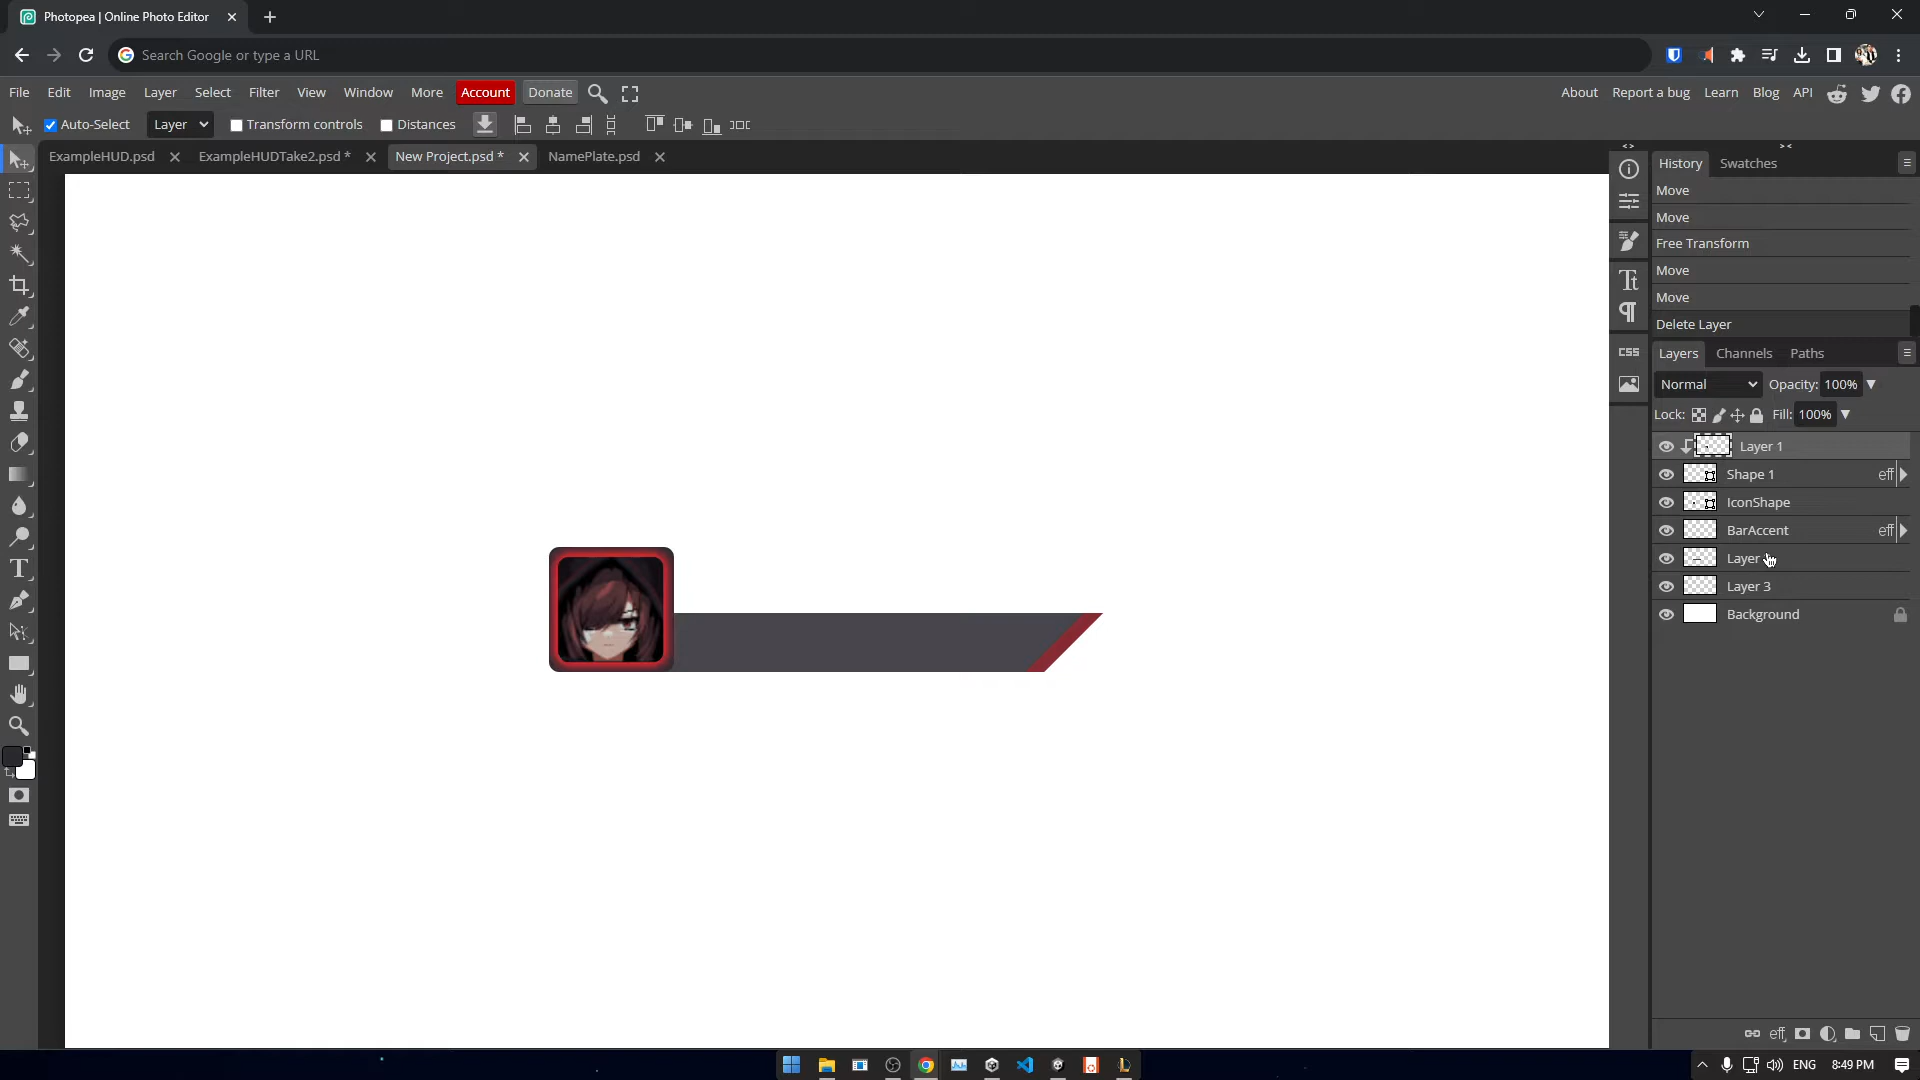 Photopea | Online Photo Editor
Search Google or type a URL
File Edit Image Layer Select Filter View Window More Account Donate
About Report a bug Learn Blog API
Auto-Select Layer Transform controls Distances
ExampleHUD.psd ExampleHUDTake2.psd * New Project.psd * NamePlate.psd
History Swatches
Move
Move
Free Transform
Move
Move
Delete Layer
CSS
Layers Channels Paths
Normal Opacity: 100%
Lock: Fill: 100%
Layer 1
Shape 1 eff
IconShape
BarAccent eff
Layer
Layer 3
Background
eff
ENG 8:49 PM